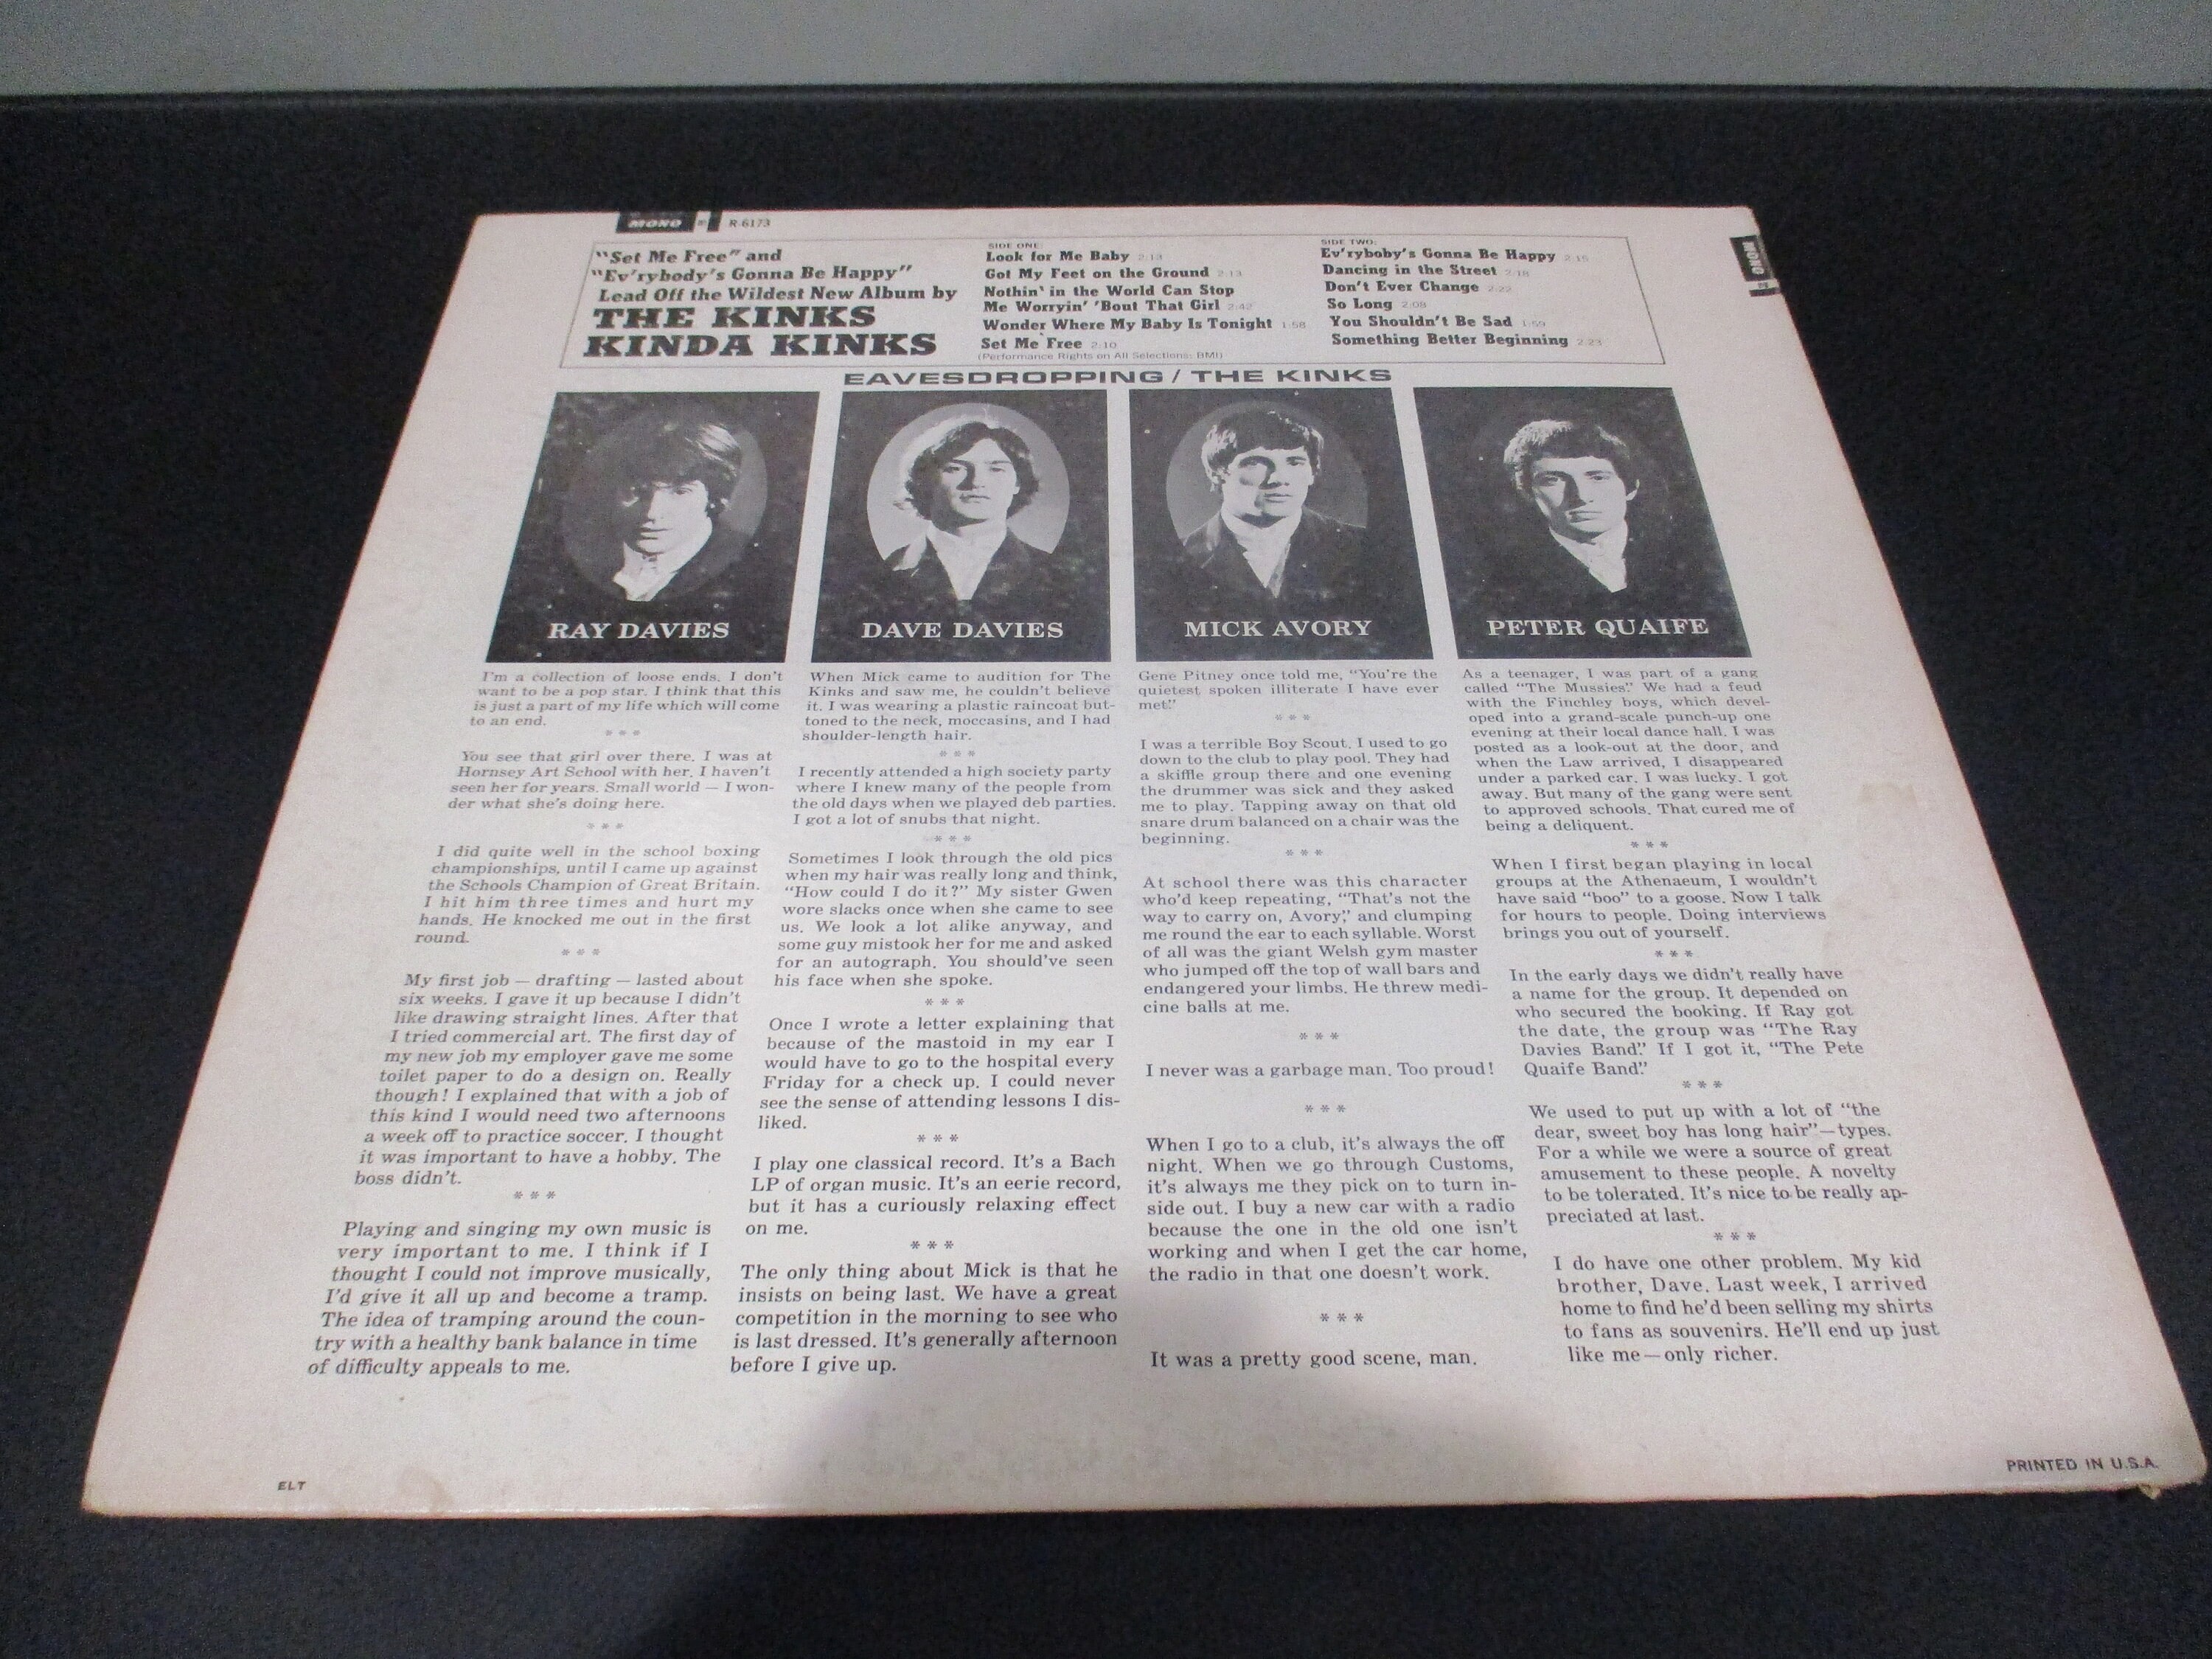 MONO
R-6173
MONO
"Set Me Free" and
"Ev'rybody's Gonna Be Happy"
Lead Off the Wildest New Album by
THE KINKS
KINDA KINKS
SIDE ONE:
Look for Me Baby 2:13
Got My Feet on the Ground 2:13
Nothin' in the World Can Stop
Me Worryin' 'Bout That Girl 2:42
Wonder Where My Baby Is Tonight 1:58
Set Me Free 2:10
(Performance Rights on All Selections: BMI)
SIDE TWO:
Ev'ryboby's Gonna Be Happy 2:15
Dancing in the Street 2:18
Don't Ever Change 2:22
So Long 2:08
You Shouldn't Be Sad 1:59
Something Better Beginning 2:23
EAVESDROPPING / THE KINKS
RAY DAVIES
I'm a collection of loose ends. I don't
want to be a pop star. I think that this
is just a part of my life which will come
to an end.
* * *
You see that girl over there. I was at
Hornsey Art School with her. I haven't
seen her for years. Small world — I won-
der what she's doing here.
* * *
I did quite well in the school boxing
championships, until I came up against
the Schools Champion of Great Britain.
I hit him three times and hurt my
hands. He knocked me out in the first
round.
* * *
My first job — drafting — lasted about
six weeks. I gave it up because I didn't
like drawing straight lines. After that
I tried commercial art. The first day of
my new job my employer gave me some
toilet paper to do a design on. Really
though! I explained that with a job of
this kind I would need two afternoons
a week off to practice soccer. I thought
it was important to have a hobby. The
boss didn't.
* * *
Playing and singing my own music is
very important to me. I think if I
thought I could not improve musically,
I'd give it all up and become a tramp.
The idea of tramping around the coun-
try with a healthy bank balance in time
of difficulty appeals to me.
DAVE DAVIES
When Mick came to audition for The
Kinks and saw me, he couldn't believe
it. I was wearing a plastic raincoat but-
toned to the neck, moccasins, and I had
shoulder-length hair.
* * *
I recently attended a high society party
where I knew many of the people from
the old days when we played deb parties.
I got a lot of snubs that night.
* * *
Sometimes I look through the old pics
when my hair was really long and think,
"How could I do it?" My sister Gwen
wore slacks once when she came to see
us. We look a lot alike anyway, and
some guy mistook her for me and asked
for an autograph. You should've seen
his face when she spoke.
* * *
Once I wrote a letter explaining that
because of the mastoid in my ear I
would have to go to the hospital every
Friday for a check up. I could never
see the sense of attending lessons I dis-
liked.
* * *
I play one classical record. It's a Bach
LP of organ music. It's an eerie record,
but it has a curiously relaxing effect
on me.
* * *
The only thing about Mick is that he
insists on being last. We have a great
competition in the morning to see who
is last dressed. It's generally afternoon
before I give up.
MICK AVORY
Gene Pitney once told me, "You're the
quietest spoken illiterate I have ever
met."
* * *
I was a terrible Boy Scout. I used to go
down to the club to play pool. They had
a skiffle group there and one evening
the drummer was sick and they asked
me to play. Tapping away on that old
snare drum balanced on a chair was the
beginning.
* * *
At school there was this character
who'd keep repeating, "That's not the
way to carry on, Avory," and clumping
me round the ear to each syllable. Worst
of all was the giant Welsh gym master
who jumped off the top of wall bars and
endangered your limbs. He threw medi-
cine balls at me.
* * *
I never was a garbage man. Too proud!
* * *
When I go to a club, it's always the off
night. When we go through Customs,
it's always me they pick on to turn in-
side out. I buy a new car with a radio
because the one in the old one isn't
working and when I get the car home,
the radio in that one doesn't work.
* * *
It was a pretty good scene, man.
PETER QUAIFE
As a teenager, I was part of a gang
called "The Mussies." We had a feud
with the Finchley boys, which devel-
oped into a grand-scale punch-up one
evening at their local dance hall. I was
posted as a look-out at the door, and
when the Law arrived, I disappeared
under a parked car. I was lucky. I got
away. But many of the gang were sent
to approved schools. That cured me of
being a deliquent.
* * *
When I first began playing in local
groups at the Athenaeum, I wouldn't
have said "boo" to a goose. Now I talk
for hours to people. Doing interviews
brings you out of yourself.
* * *
In the early days we didn't really have
a name for the group. It depended on
who secured the booking. If Ray got
the date, the group was "The Ray
Davies Band." If I got it, "The Pete
Quaife Band."
* * *
We used to put up with a lot of "the
dear, sweet boy has long hair"—types.
For a while we were a source of great
amusement to these people. A novelty
to be tolerated. It's nice to be really ap-
preciated at last.
* * *
I do have one other problem. My kid
brother, Dave. Last week, I arrived
home to find he'd been selling my shirts
to fans as souvenirs. He'll end up just
like me—only richer.
ELT
PRINTED IN U.S.A.